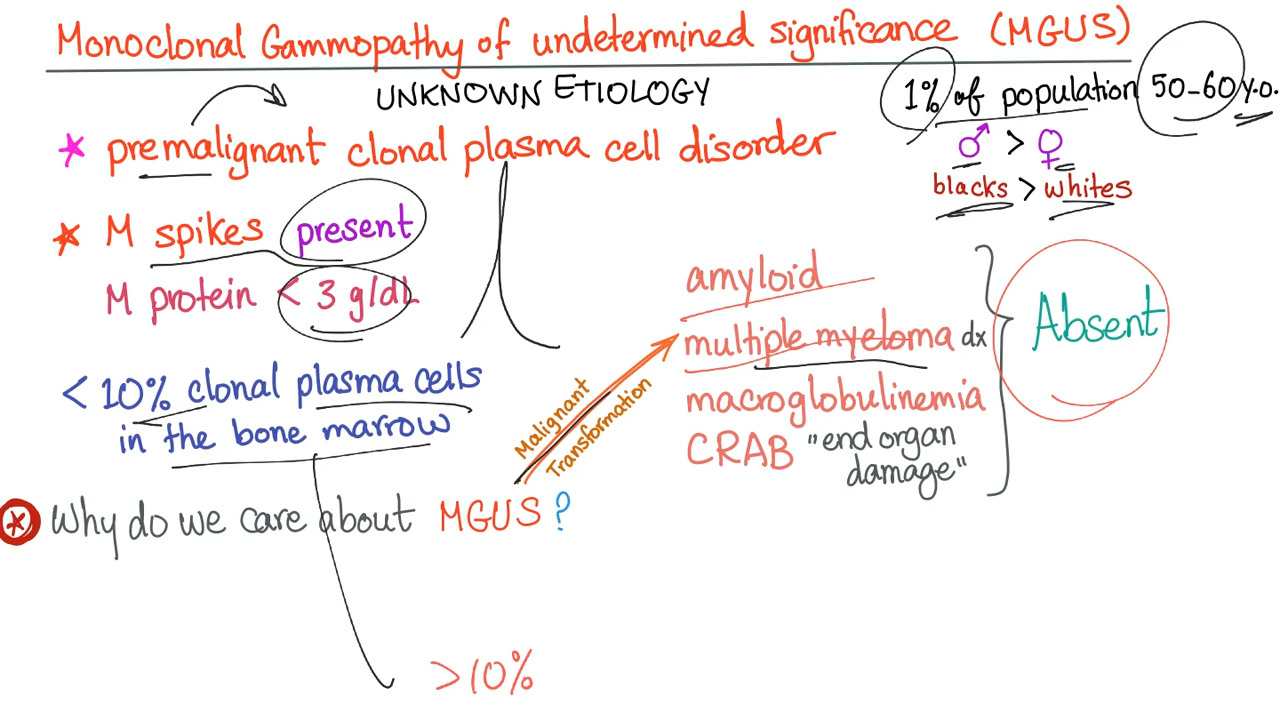 Monoclonal Gammopathy of undetermined significance (MGUS)
UNKNOWN ETIOLOGY
1% of population 50-60 y.o.
♂ > ♀
blacks > whites
* premalignant clonal plasma cell disorder
* M spikes present
M protein < 3 g/dL
< 10% clonal plasma cells
in the bone marrow
amyloid
multiple myeloma dx
macroglobulinemia
CRAB "end organ
damage"
Absent
Malignant
Transformation
* Why do we care about MGUS?
>10%